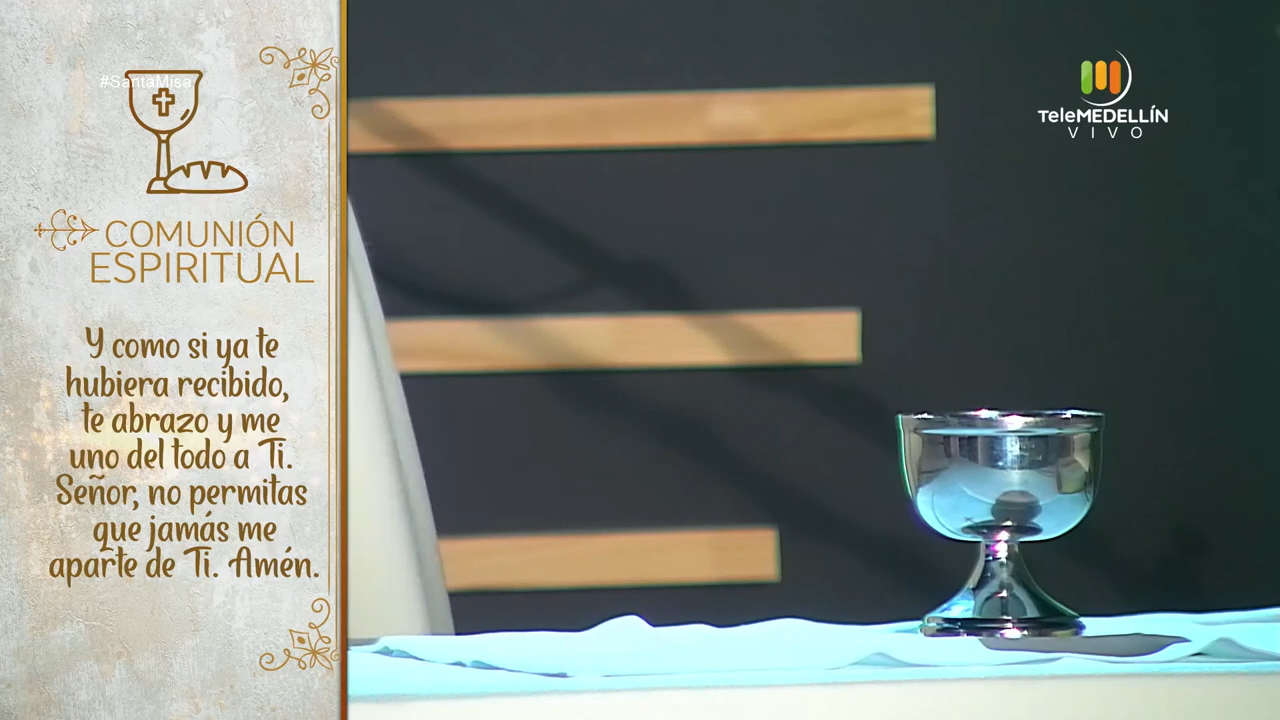 #SantaMisa
COMUNIÓN
ESPIRITUAL
Y como si ya te
hubiera recibido,
te abrazo y me
uno del todo a Ti.
Señor, no permitas
que jamás me
aparte de Ti. Amén.
TeleMEDELLÍN
VIVO